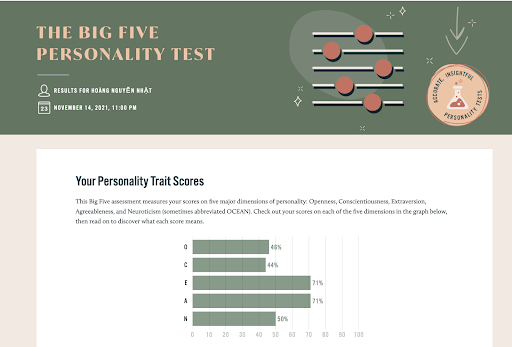 THE BIG FIVE
PERSONALITY TEST
RESULTS FOR HOÀNG NGUYỄN NHẬT
23
NOVEMBER 14, 2021, 11:00 PM
ACCURATE, INSIGHTFUL
PERSONALITY TESTS
Your Personality Trait Scores
This Big Five assessment measures your scores on five major dimensions of personality: Openness, Conscientiousness, Extraversion,
Agreeableness, and Neuroticism (sometimes abbreviated OCEAN). Check out your scores on each of the five dimensions in the graph below,
then read on to discover what each score means.
O 46%
C 44%
E 71%
A 71%
N 50%
0 10 20 30 40 50 60 70 80 90 100